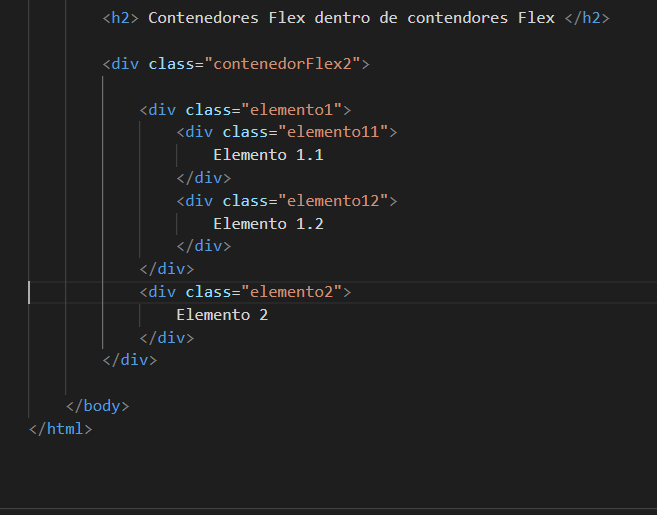 <h2> Contenedores Flex dentro de contendores Flex </h2>
<div class="contenedorFlex2">
<div class="elemento1">
<div class="elemento11">
Elemento 1.1
</div>
<div class="elemento12">
Elemento 1.2
</div>
</div>
<div class="elemento2">
Elemento 2
</div>
</div>
</body>
</html>